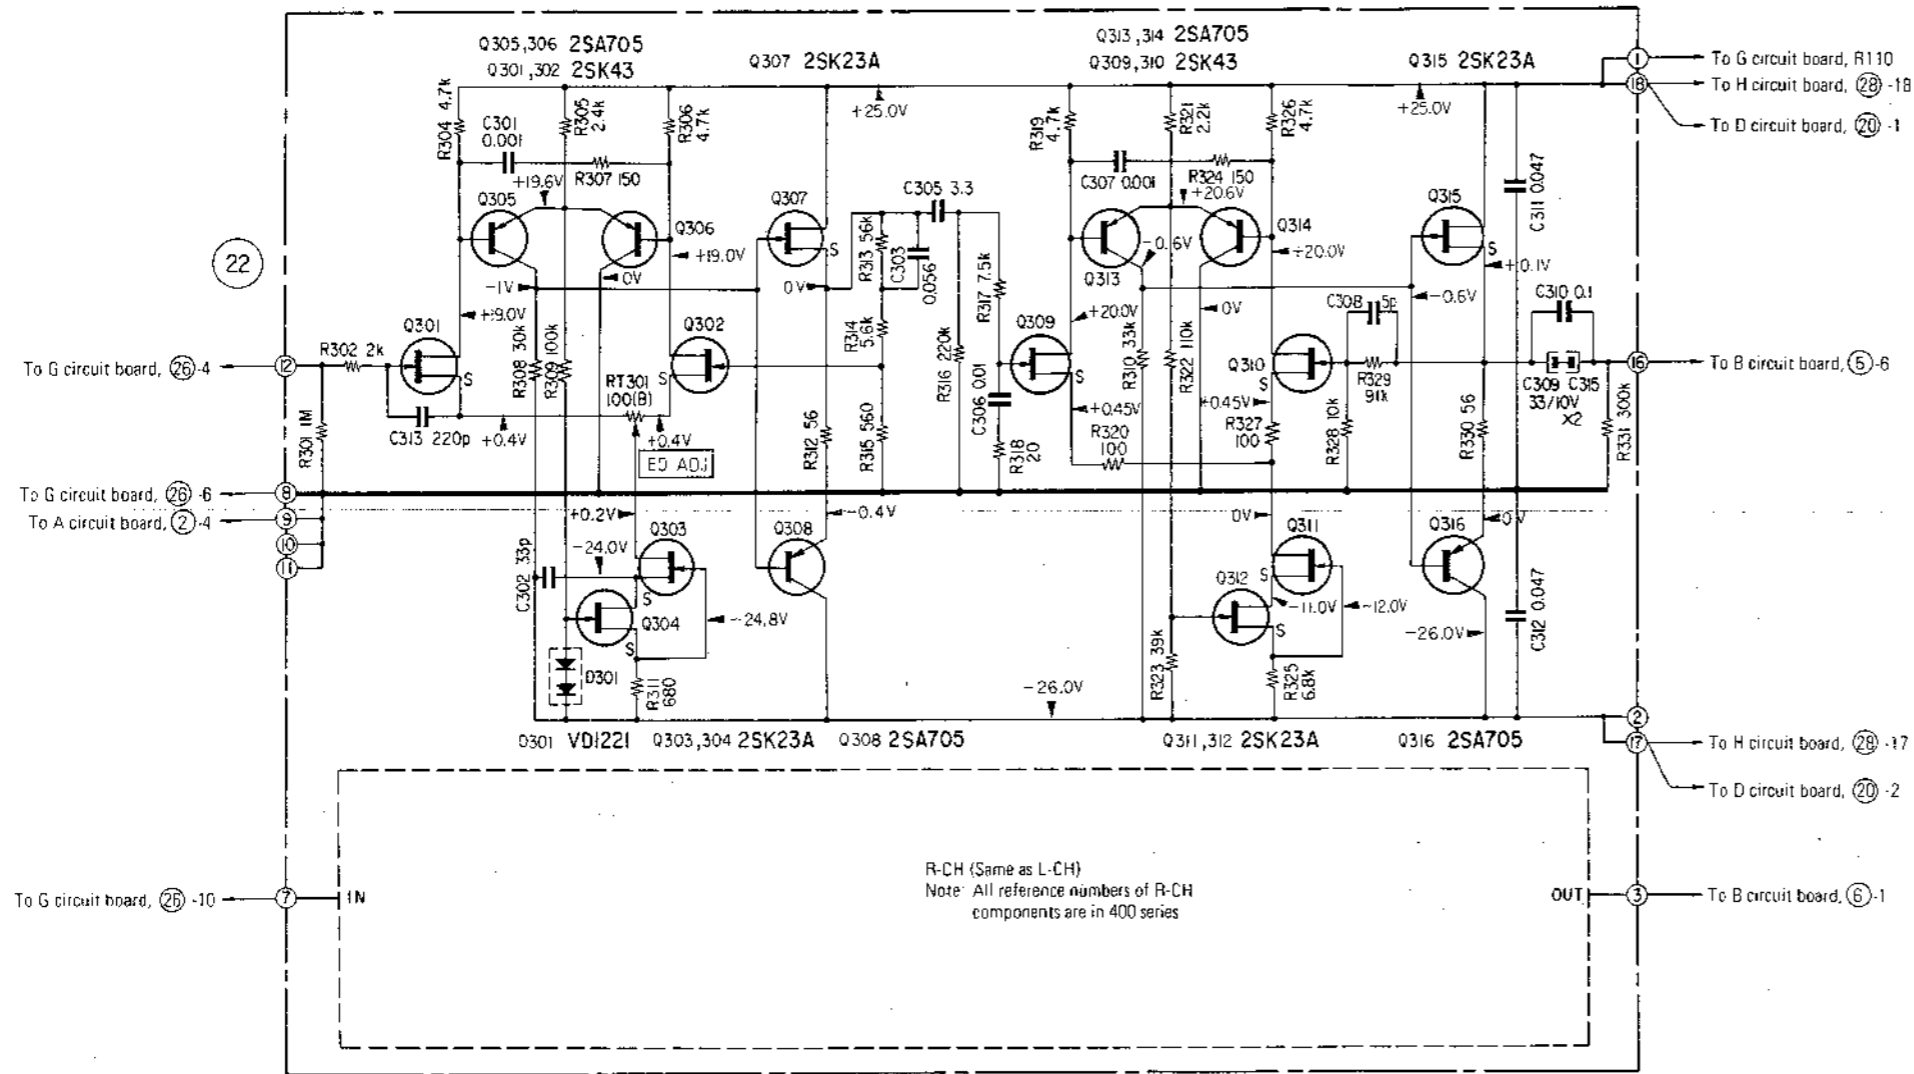 Q305,306 2SA705
Q301,302 2SK43
Q307 2SK23A
Q313,314 2SA705
Q309,310 2SK43
Q315 2SK23A
① To G circuit board, R110
⑱ To H circuit board, ㉘-18
To D circuit board, ⑳-1
R304 4.7k
C301
0.001
R305
2.4k
R306
4.7k
+25.0V
R319
4.7k
R321
2.2k
R326
4.7k
+25.0V
R307 150
+19.6V
C307 0.001
R324 150
+20.6V
C311 0.047
Q305
Q306
Q307
C305 3.3
Q313
Q314
Q315
㉒
+19.0V
S
R313 56k
C303
0.056
-0.6V
+20.0V
S
+0.1V
-1V
0V
0V
R317 7.5k
0V
-0.6V
C310 0.1
+19.0V
Q301
Q302
R314
5.6k
Q309
+20.0V
C308 5p
To G circuit board, ㉖-4
⑫
R302 2k
S
R308 30k
R309 100k
RT301
100(B)
S
R316 220k
C306 0.01
S
R310 33k
R322 110k
Q310
S
R329
91k
C309 C315
33/10V
X2
⑯ To B circuit board, ⑤-6
R301 1M
C313 220p
+0.4V
+0.4V
EO ADJ
R312 56
R315 560
R318
20
+0.45V
R320
100
+0.45V
R327
100
R328 10k
R330 56
R331 300k
To G circuit board, ㉖-6
⑧
To A circuit board, ②-4
⑨
⑩
⑪
+0.2V
-0.4V
0V
0V
C302 33p
-24.0V
Q303
S
Q308
Q311
S
Q316
Q304
S
-24.8V
Q312
S
-11.0V
-12.0V
-26.0V
C312 0.047
D301
R311
680
-26.0V
R323 39k
R325
6.8k
②
D301 VD1221
Q303,304 2SK23A
Q308 2SA705
Q311,312 2SK23A
Q316 2SA705
⑰ To H circuit board, ㉘-17
To D circuit board, ⑳-2
R-CH (Same as L-CH)
Note: All reference numbers of R-CH
components are in 400 series
To G circuit board, ㉖-10
⑦
IN
OUT
③ To B circuit board, ⑥-1